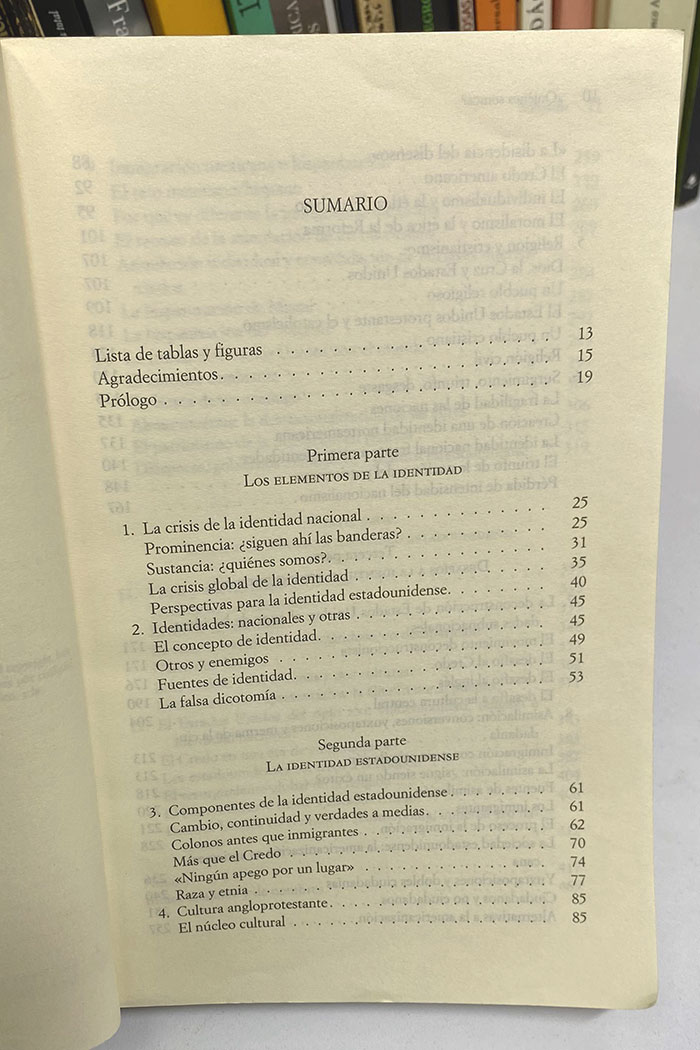 SUMARIO
Lista de tablas y figuras . . . . . . . . . . . . . . . . . . . . 13
Agradecimientos . . . . . . . . . . . . . . . . . . . . . . . 15
Prólogo . . . . . . . . . . . . . . . . . . . . . . . . . . . 19
Primera parte
LOS ELEMENTOS DE LA IDENTIDAD
1. La crisis de la identidad nacional . . . . . . . . . . . . . . 25
Prominencia: ¿siguen ahí las banderas? . . . . . . . . . . . 25
Sustancia: ¿quiénes somos? . . . . . . . . . . . . . . . . . 31
La crisis global de la identidad . . . . . . . . . . . . . . . 35
Perspectivas para la identidad estadounidense . . . . . . . . 40
2. Identidades: nacionales y otras . . . . . . . . . . . . . . . 45
El concepto de identidad . . . . . . . . . . . . . . . . . . 45
Otros y enemigos . . . . . . . . . . . . . . . . . . . . . 49
Fuentes de identidad . . . . . . . . . . . . . . . . . . . . 51
La falsa dicotomía . . . . . . . . . . . . . . . . . . . . . 53
Segunda parte
LA IDENTIDAD ESTADOUNIDENSE
3. Componentes de la identidad estadounidense . . . . . . . . 61
Cambio, continuidad y verdades a medias . . . . . . . . . . 61
Colonos antes que inmigrantes . . . . . . . . . . . . . . . 62
Más que el Credo . . . . . . . . . . . . . . . . . . . . . 70
«Ningún apego por un lugar» . . . . . . . . . . . . . . . . 74
Raza y etnia . . . . . . . . . . . . . . . . . . . . . . . . 77
4. Cultura angloprotestante . . . . . . . . . . . . . . . . . . 85
El núcleo cultural . . . . . . . . . . . . . . . . . . . . . 85